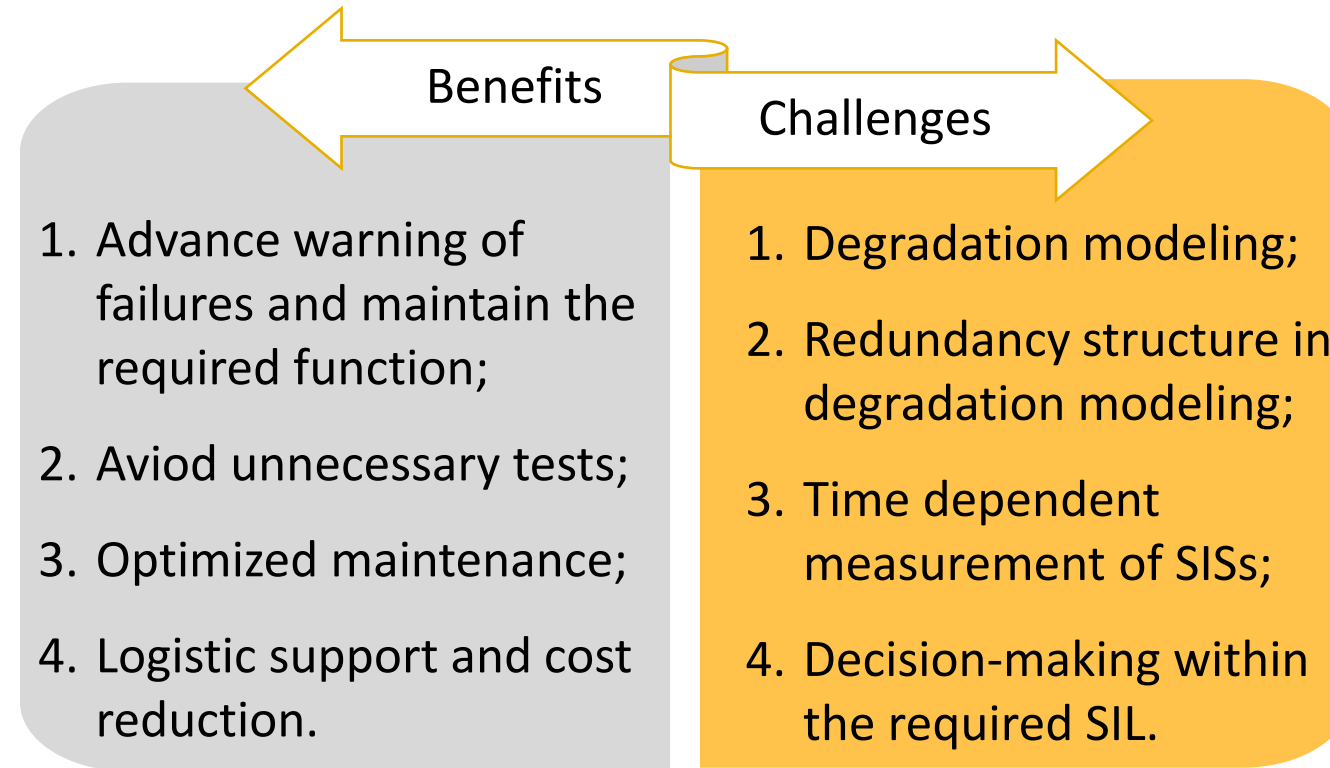 Benefits
Challenges
1. Advance warning of
failures and maintain the
required function;
2. Aviod unnecessary tests;
3. Optimized maintenance;
4. Logistic support and cost
reduction.
1. Degradation modeling;
2. Redundancy structure in
degradation modeling;
3. Time dependent
measurement of SISs;
4. Decision-making within
the required SIL.